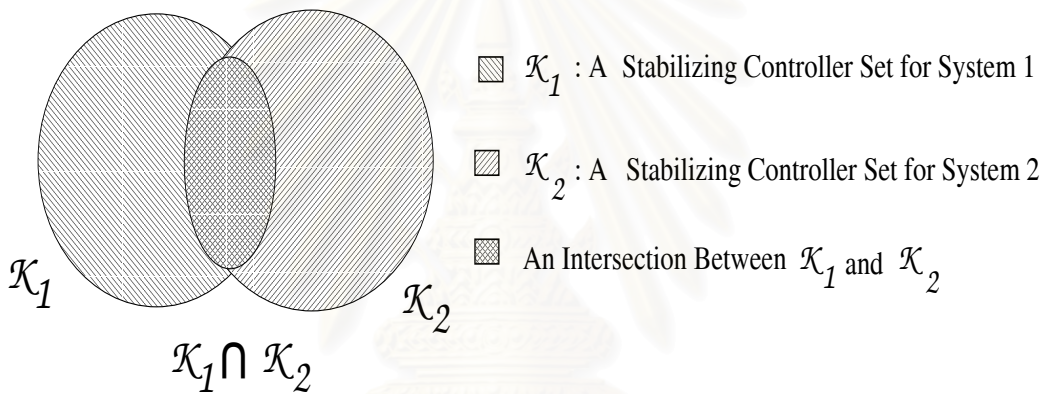 𝒦₁ : A Stabilizing Controller Set for System 1
𝒦₂ : A Stabilizing Controller Set for System 2
An Intersection Between 𝒦₁ and 𝒦₂
𝒦₁
𝒦₂
𝒦₁ ∩ 𝒦₂